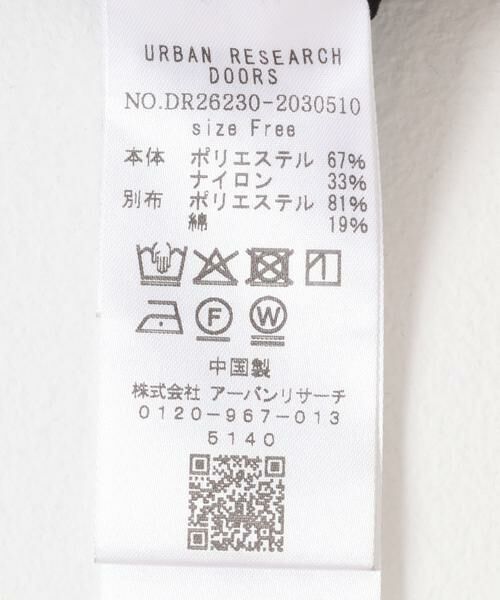 URBAN RESEARCH
DOORS
NO.DR26230-2030510
size Free
本体 ポリエステル 67%
ナイロン 33%
別布 ポリエステル 81%
綿 19%
F W
中国製
株式会社 アーバンリサーチ
0120-967-013
5140